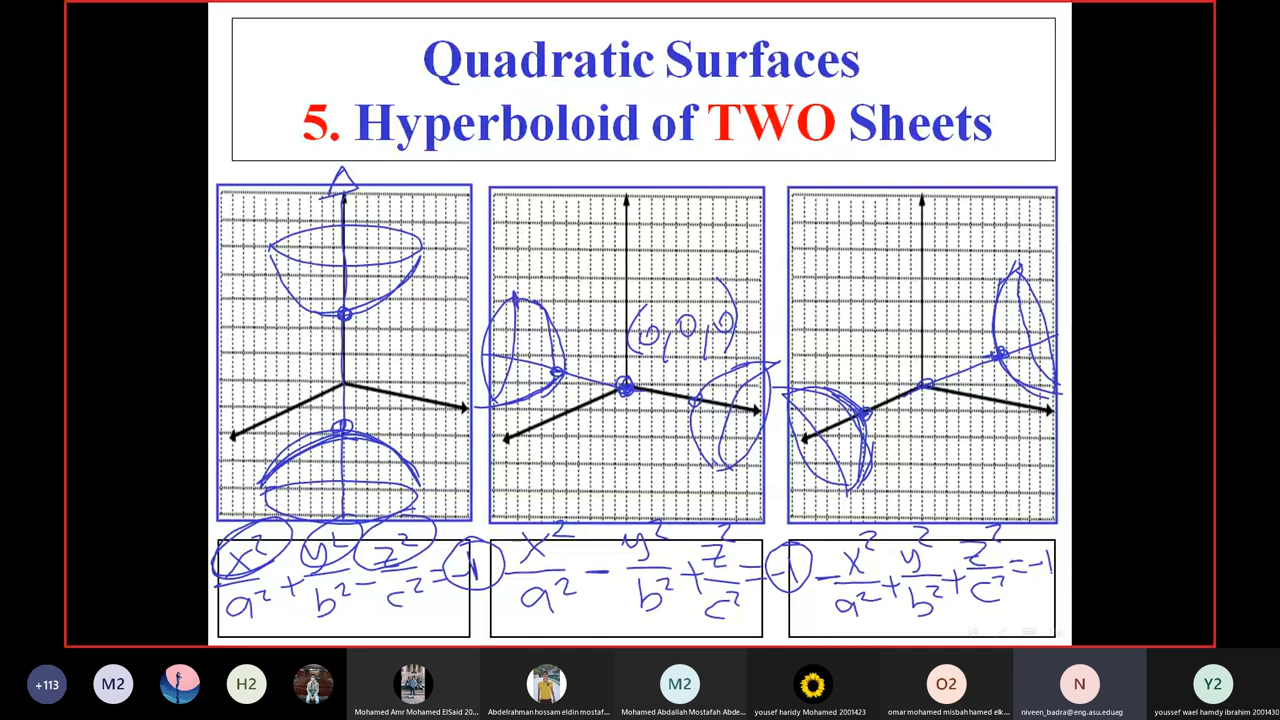 Quadratic Surfaces
5. Hyperboloid of TWO Sheets
(0,0,0)
x²/a² + y²/b² - z²/c² = -1
x²/a² - y²/b² + z²/c² = -1
-x²/a² + y²/b² + z²/c² = -1
+113
M2
H2
Mohamed Amr Mohamed ElSaid 20...
Abdelrahman hossam eldin mostaf...
M2
Mohamed Abdallah Mostafah Abde...
yousef haridy Mohamed 2001423
O2
omar mohamed misbah hamed elk...
N
niveen_badra@eng.asu.edu.eg
Y2
youssef wael hamdy ibrahim 2001430